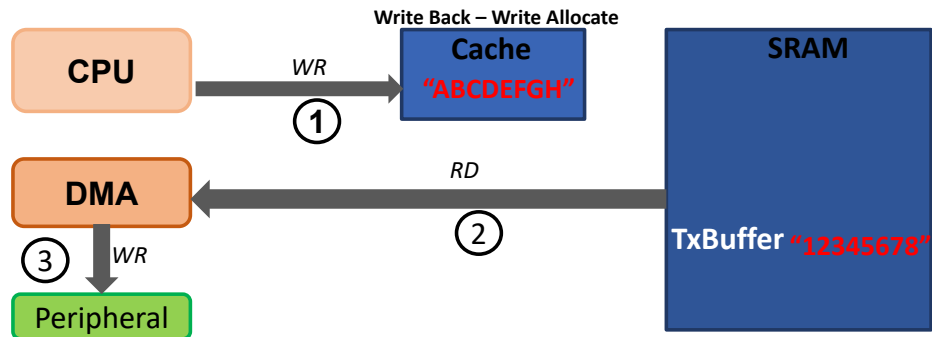 Write Back – Write Allocate
CPU
WR
Cache
SRAM
“ABCDEFGH”
1
DMA
RD
2
TxBuffer “12345678”
3
WR
Peripheral